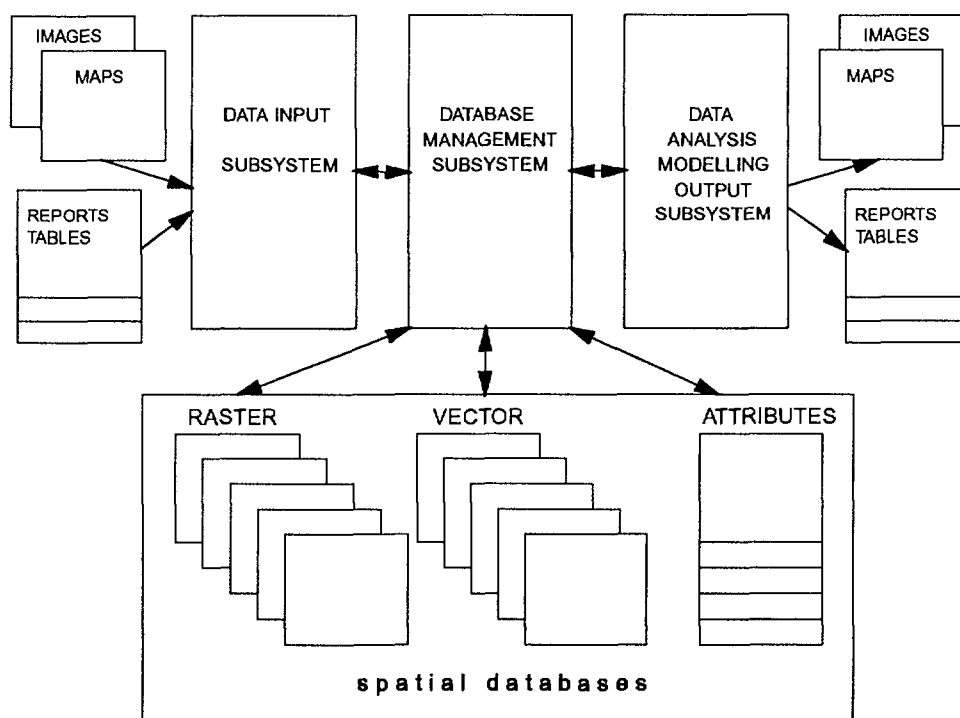 IMAGES
MAPS
REPORTS
TABLES
DATA INPUT
SUBSYSTEM
DATABASE
MANAGEMENT
SUBSYSTEM
DATA
ANALYSIS
MODELLING
OUTPUT
SUBSYSTEM
IMAGES
MAPS
REPORTS
TABLES
RASTER
VECTOR
ATTRIBUTES
spatial databases